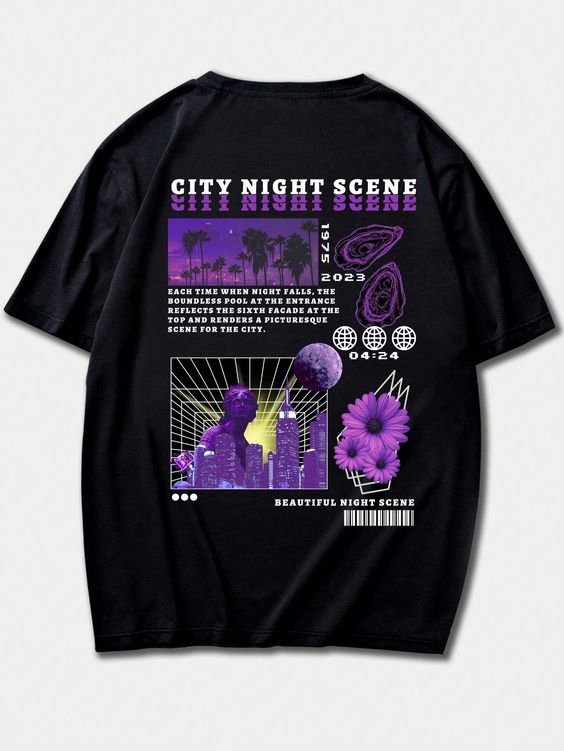 CITY NIGHT SCENE
CITY NIGHT SCENE
1975
2023
EACH TIME WHEN NIGHT FALLS, THE
BOUNDLESS POOL AT THE ENTRANCE
REFLECTS THE SIXTH FACADE AT THE
TOP AND RENDERS A PICTURESQUE
SCENE FOR THE CITY.
04:24
BEAUTIFUL NIGHT SCENE